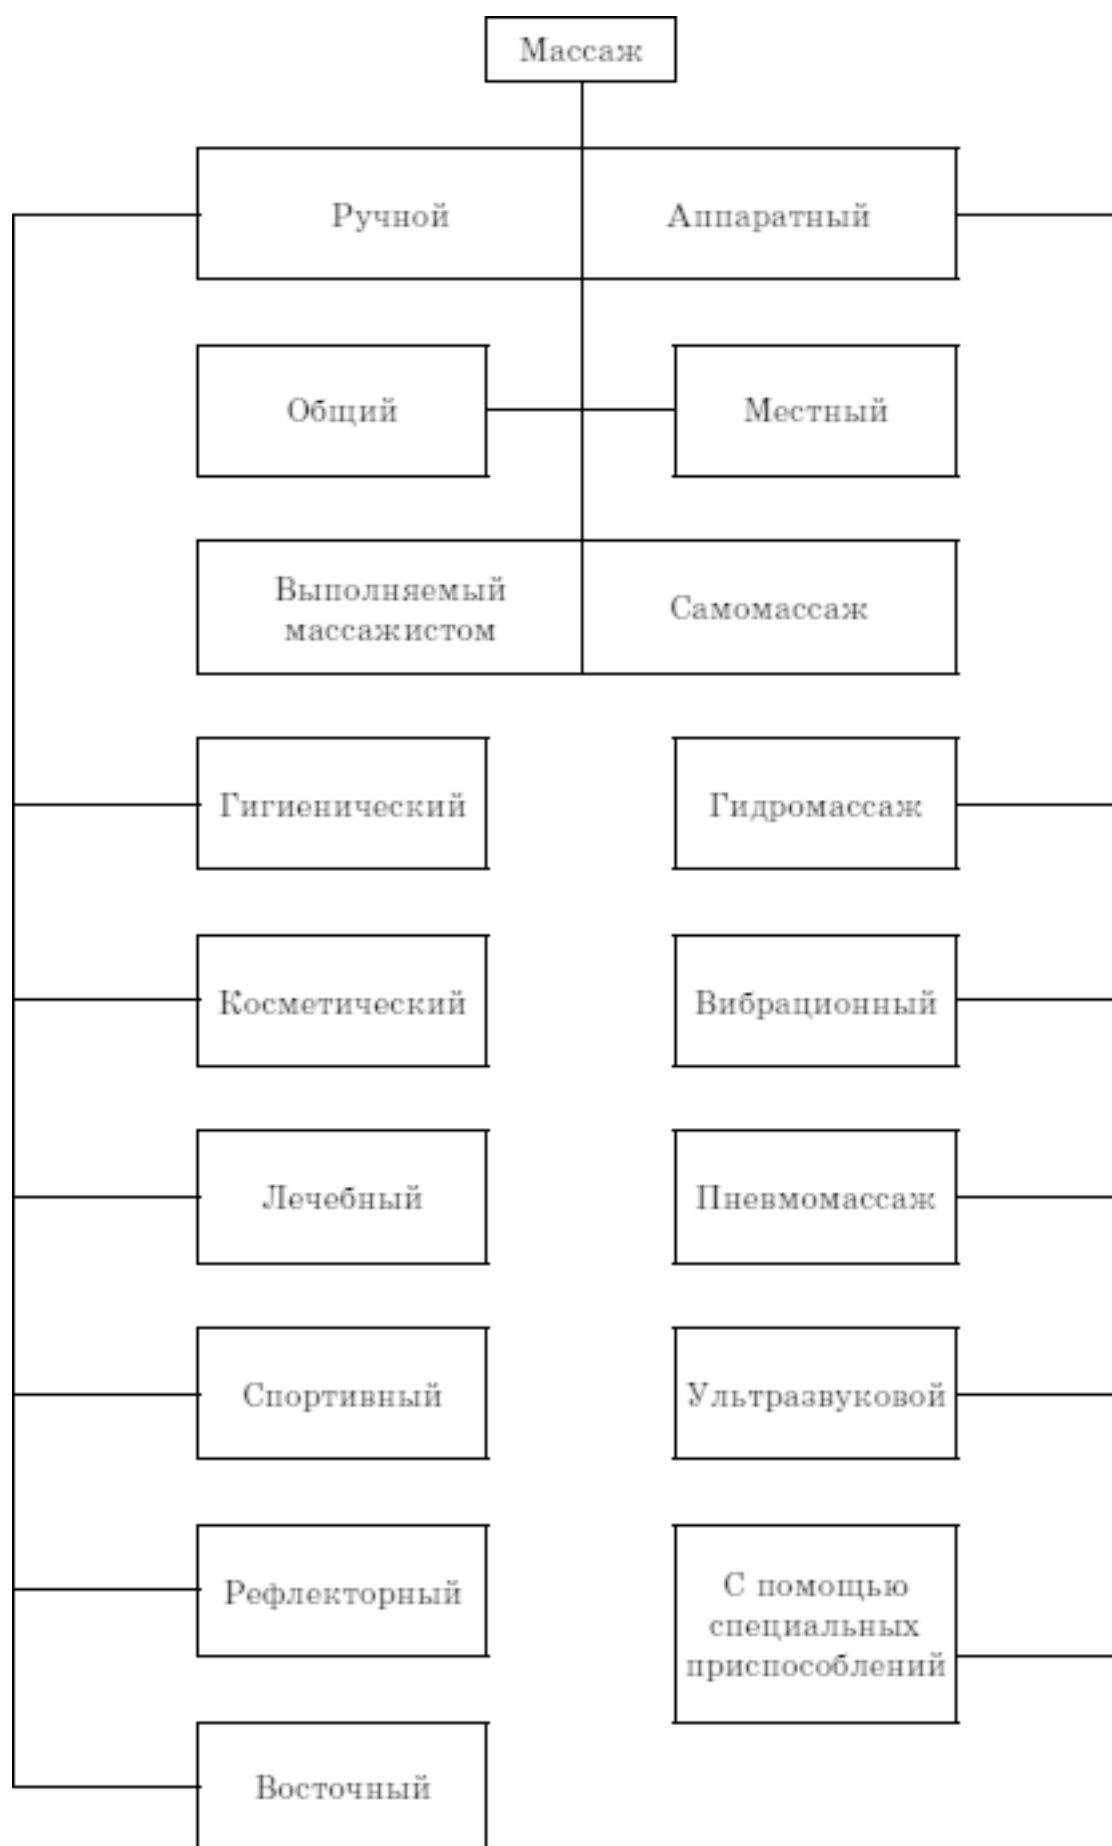 Массаж
Ручной
Аппаратный
Общий
Местный
Выполняемый
массажистом
Самомассаж
Гигиенический
Гидромассаж
Косметический
Вибрационный
Лечебный
Пневмомассаж
Спортивный
Ультразвуковой
Рефлекторный
С помощью
специальных
приспособлений
Восточный